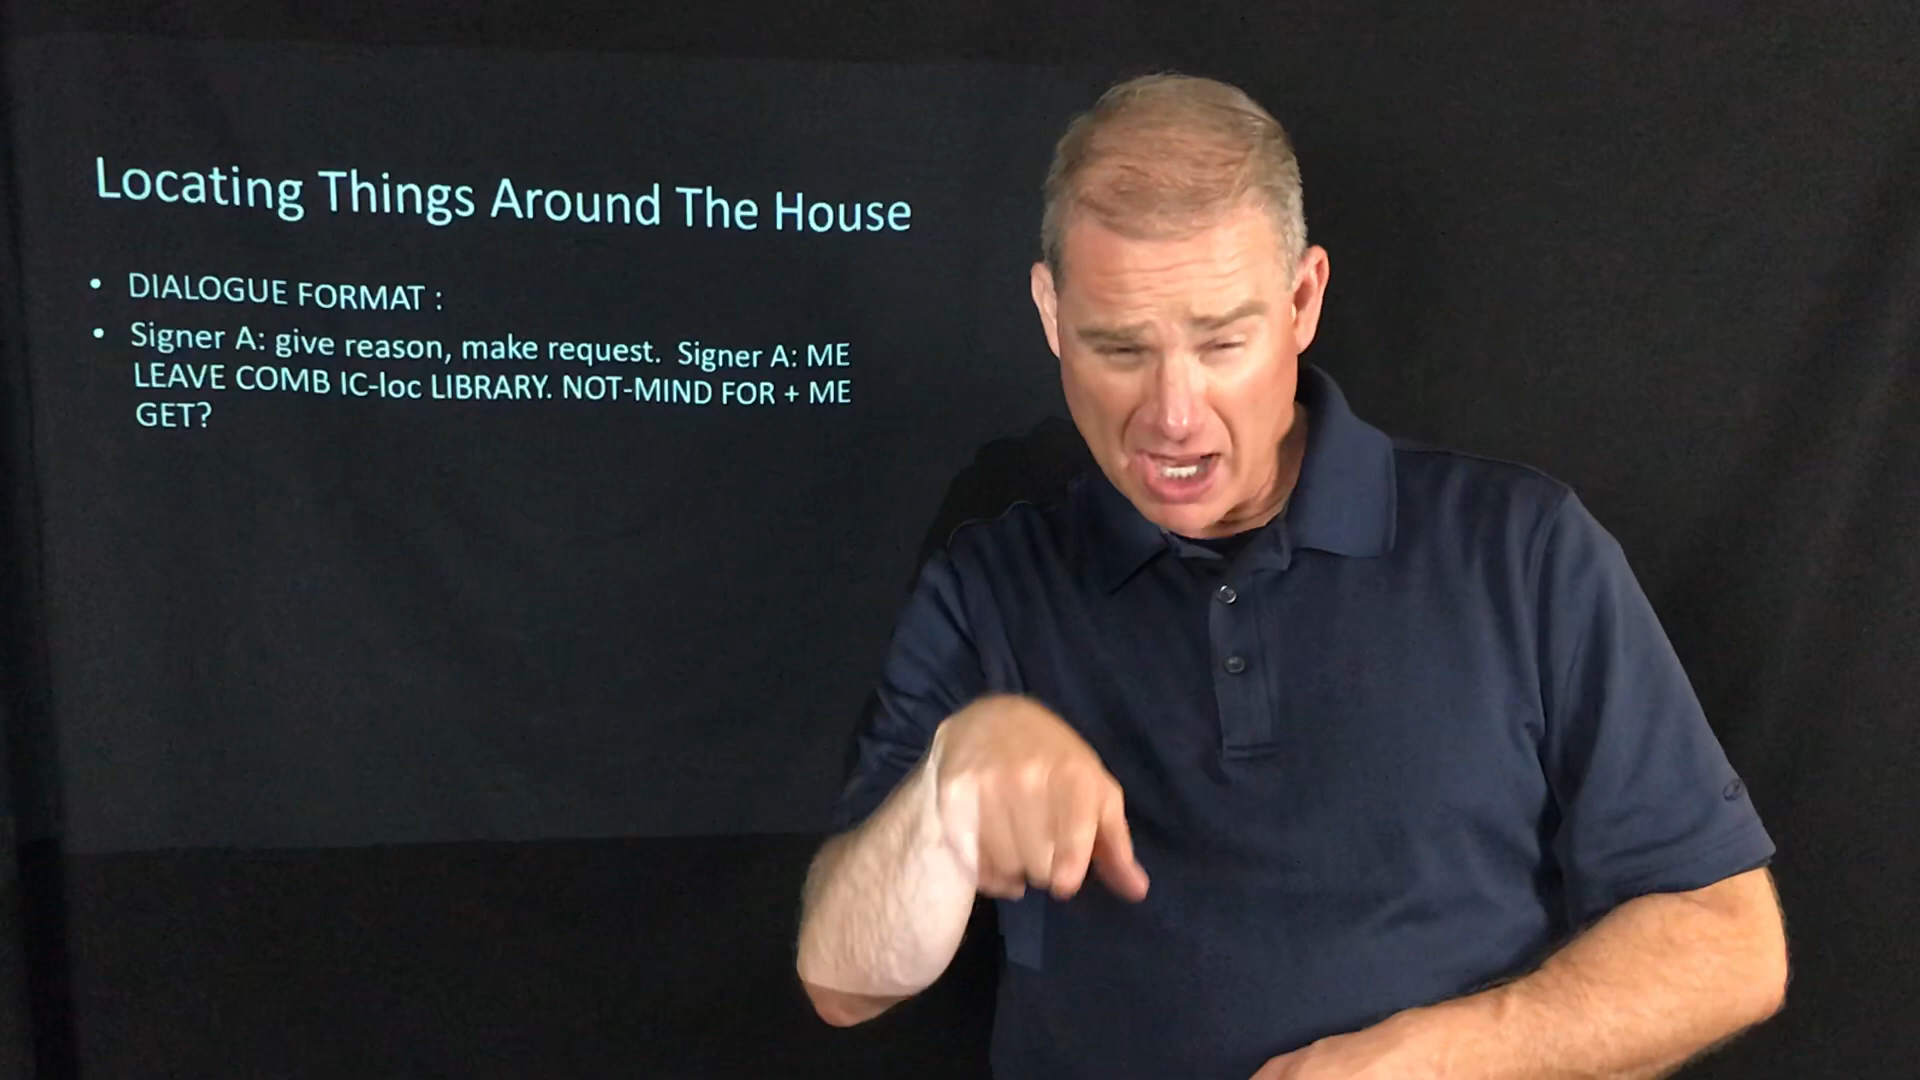 Locating Things Around The House
• DIALOGUE FORMAT :
• Signer A: give reason, make request.  Signer A: ME
LEAVE COMB IC-loc LIBRARY. NOT-MIND FOR + ME
GET?